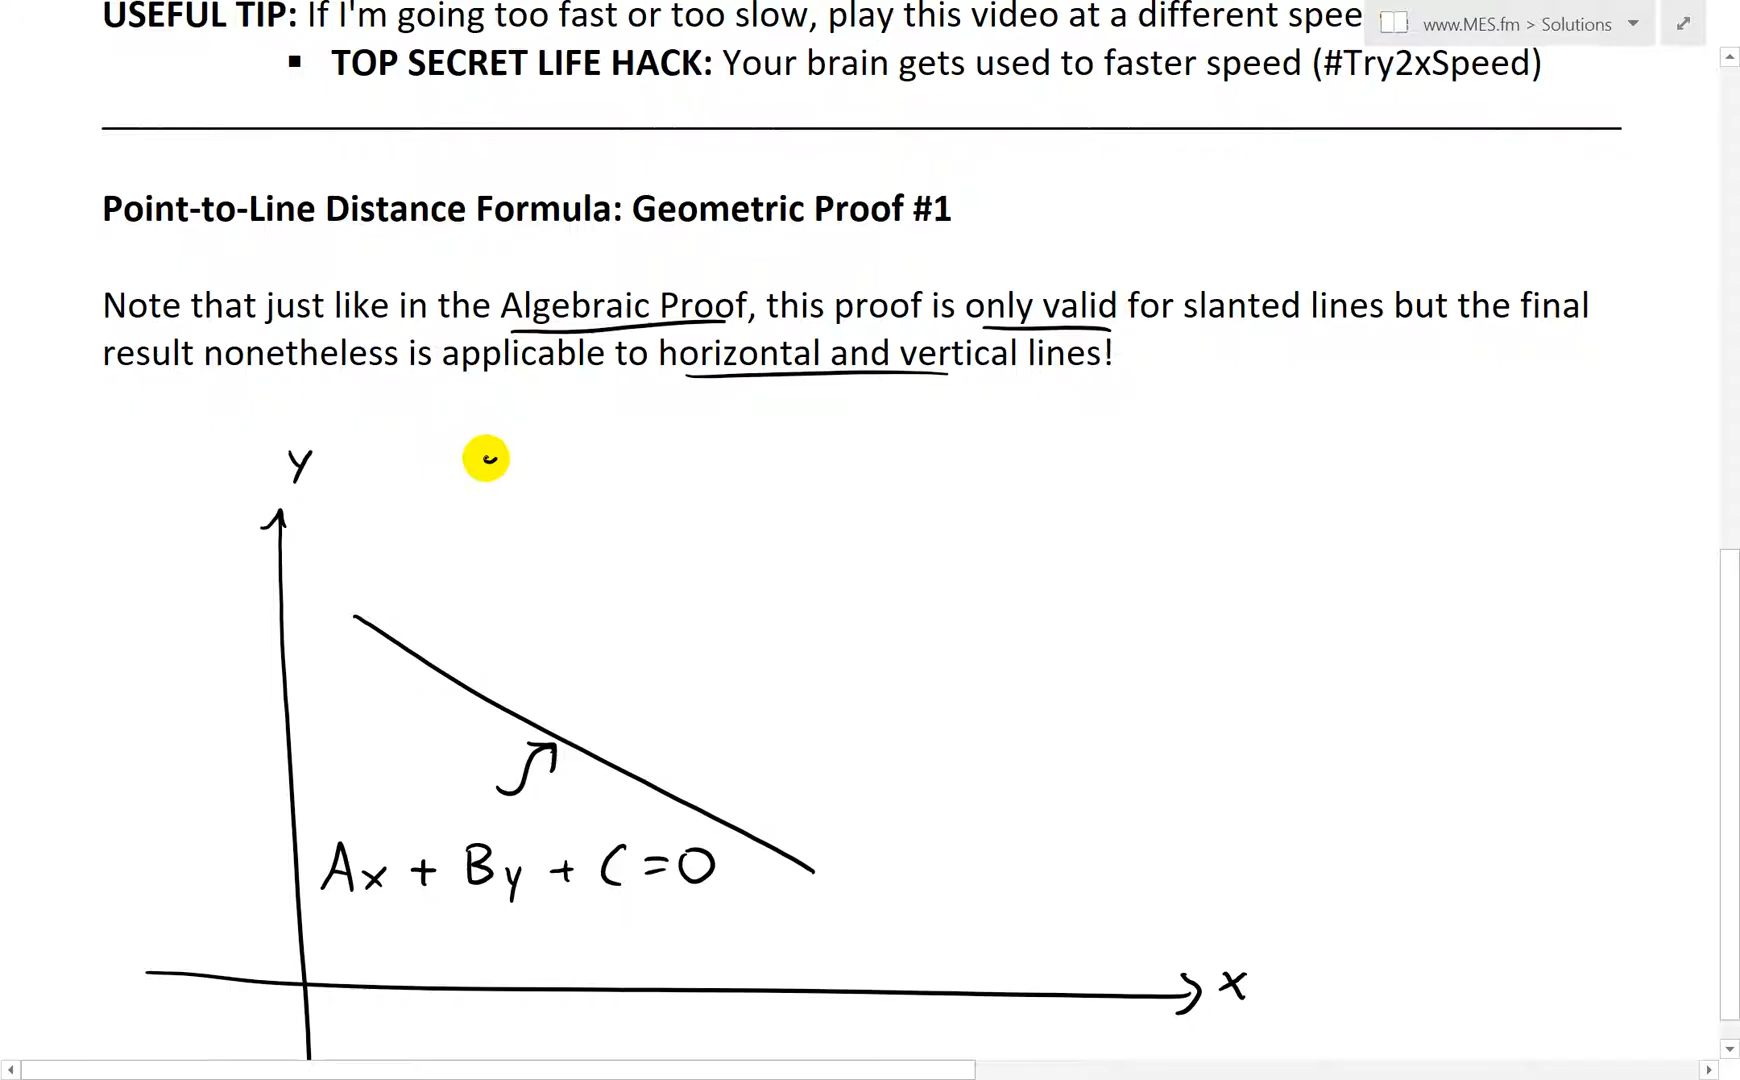 USEFUL TIP: If I'm going too fast or too slow, play this video at a different spee
www.MES.fm > Solutions
▪ TOP SECRET LIFE HACK: Your brain gets used to faster speed (#Try2xSpeed)
Point-to-Line Distance Formula: Geometric Proof #1
Note that just like in the Algebraic Proof, this proof is only valid for slanted lines but the final
result nonetheless is applicable to horizontal and vertical lines!
y
Ax + By + C = 0
x